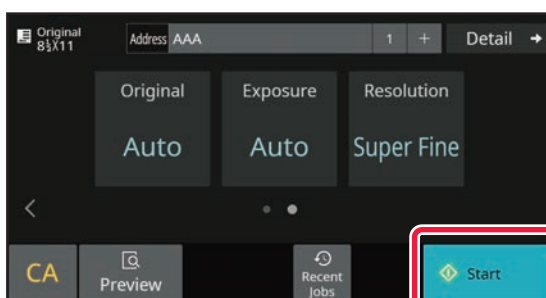 Original
8½X11
Address AAA 1 + Detail
Original Exposure Resolution
Auto Auto Super Fine
CA Preview
Recent
Jobs
Start